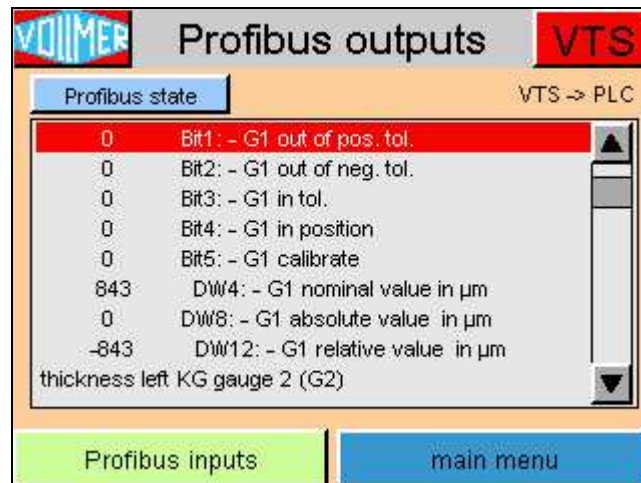 VOLLMER
Profibus outputs
VTS
Profibus state
VTS -> PLC
0 Bit1: - G1 out of pos. tol.
0 Bit2: - G1 out of neg. tol.
0 Bit3: - G1 in tol.
0 Bit4: - G1 in position
0 Bit5: - G1 calibrate
843 DW4: - G1 nominal value in µm
0 DW8: - G1 absolute value in µm
-843 DW12: - G1 relative value in µm
thickness left KG gauge 2 (G2)
Profibus inputs
main menu